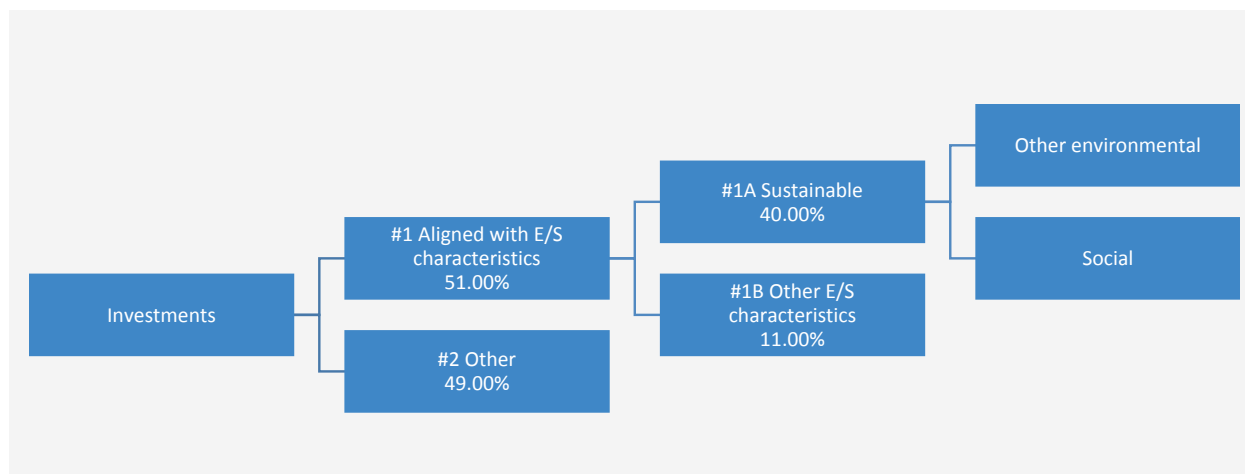 Investments
#1 Aligned with E/S
characteristics
51.00%
#2 Other
49.00%
#1A Sustainable
40.00%
#1B Other E/S
characteristics
11.00%
Other environmental
Social